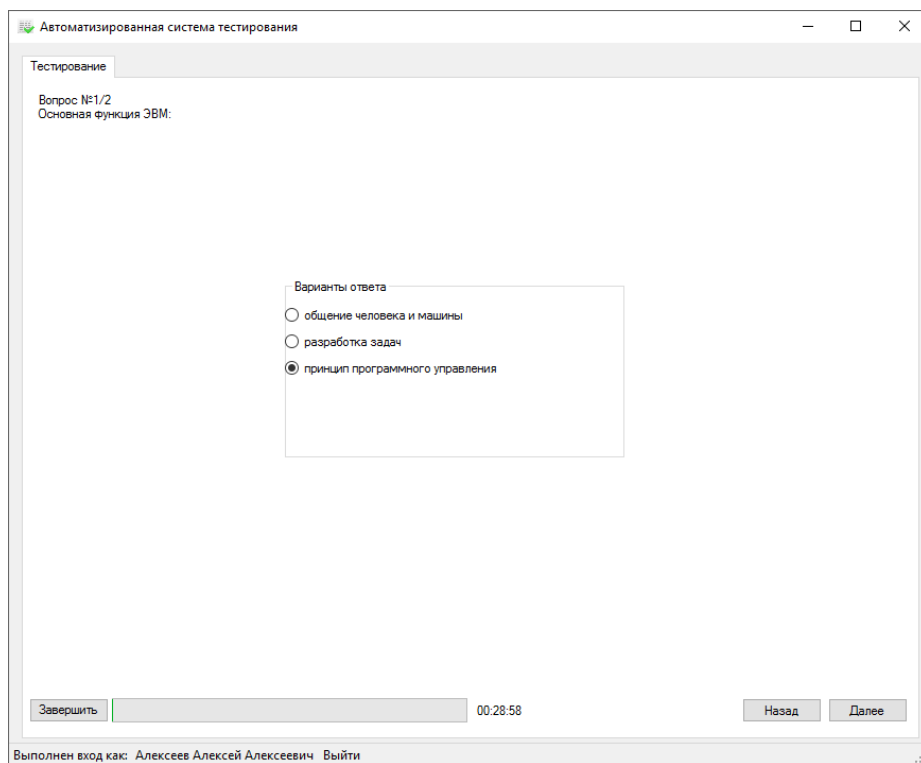 Автоматизированная система тестирования
Тестирование
Вопрос №1/2
Основная функция ЭВМ:
Варианты ответа
общение человека и машины
разработка задач
принцип программного управления
Завершить 00:28:58 Назад Далее
Выполнен вход как: Алексеев Алексей Алексеевич Выйти